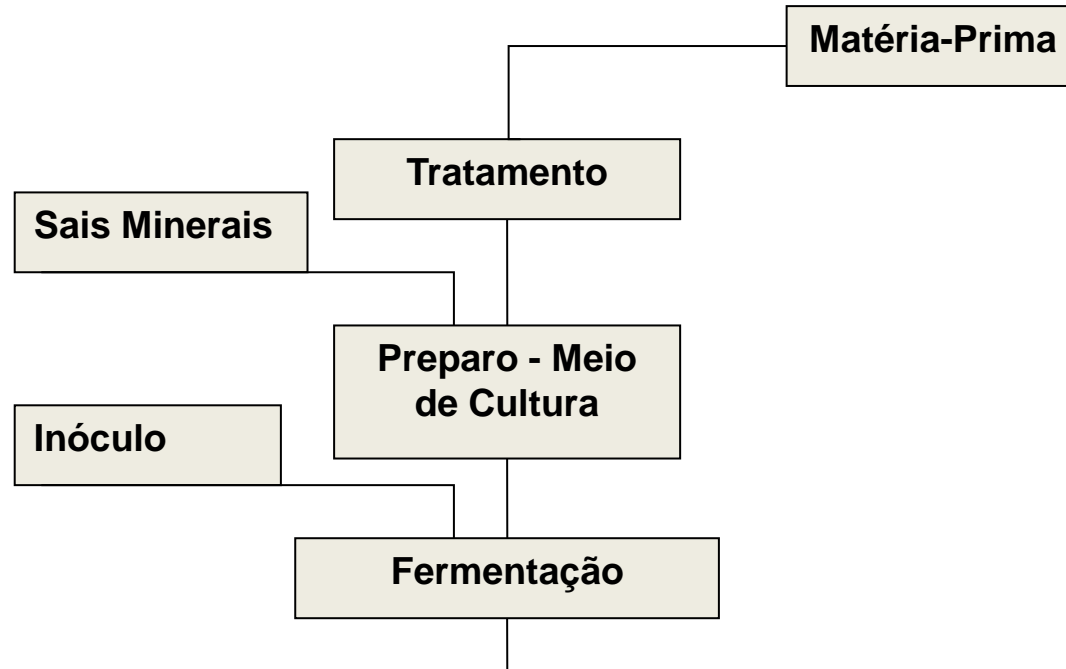 Matéria-Prima
Tratamento
Sais Minerais
Preparo - Meio
de Cultura
Inóculo
Fermentação